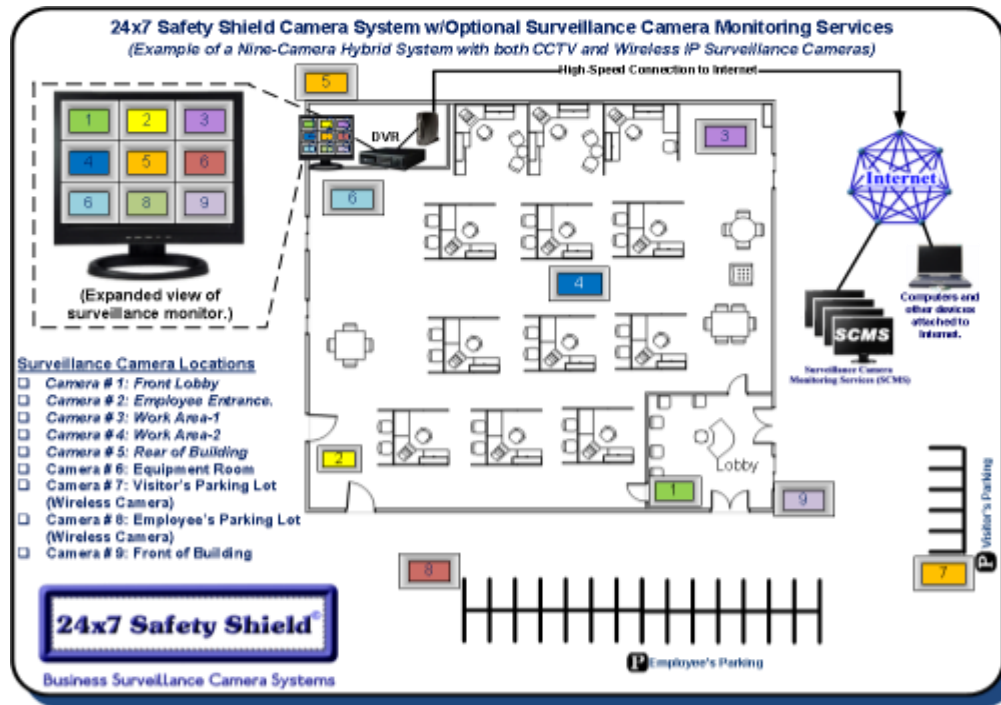 24x7 Safety Shield Camera System w/Optional Surveillance Camera Monitoring Services
(Example of a Nine-Camera Hybrid System with both CCTV and Wireless IP Surveillance Cameras)
High-Speed Connection to Internet
5
1 2 3
4 5 6
6 8 9
(Expanded view of
surveillance monitor.)
DVR
3
6
4
2
1
Lobby
9
Internet
Computers and
other devices
attached to
Internet.
SCMS
Surveillance Camera
Monitoring Services (SCMS)
Surveillance Camera Locations
Camera # 1: Front Lobby
Camera # 2: Employee Entrance.
Camera # 3: Work Area-1
Camera # 4: Work Area-2
Camera # 5: Rear of Building
Camera # 6: Equipment Room
Camera # 7: Visitor's Parking Lot
(Wireless Camera)
Camera # 8: Employee's Parking Lot
(Wireless Camera)
Camera # 9: Front of Building
8
7
P Visitor's Parking
P Employee's Parking
24x7 Safety Shield©
Business Surveillance Camera Systems